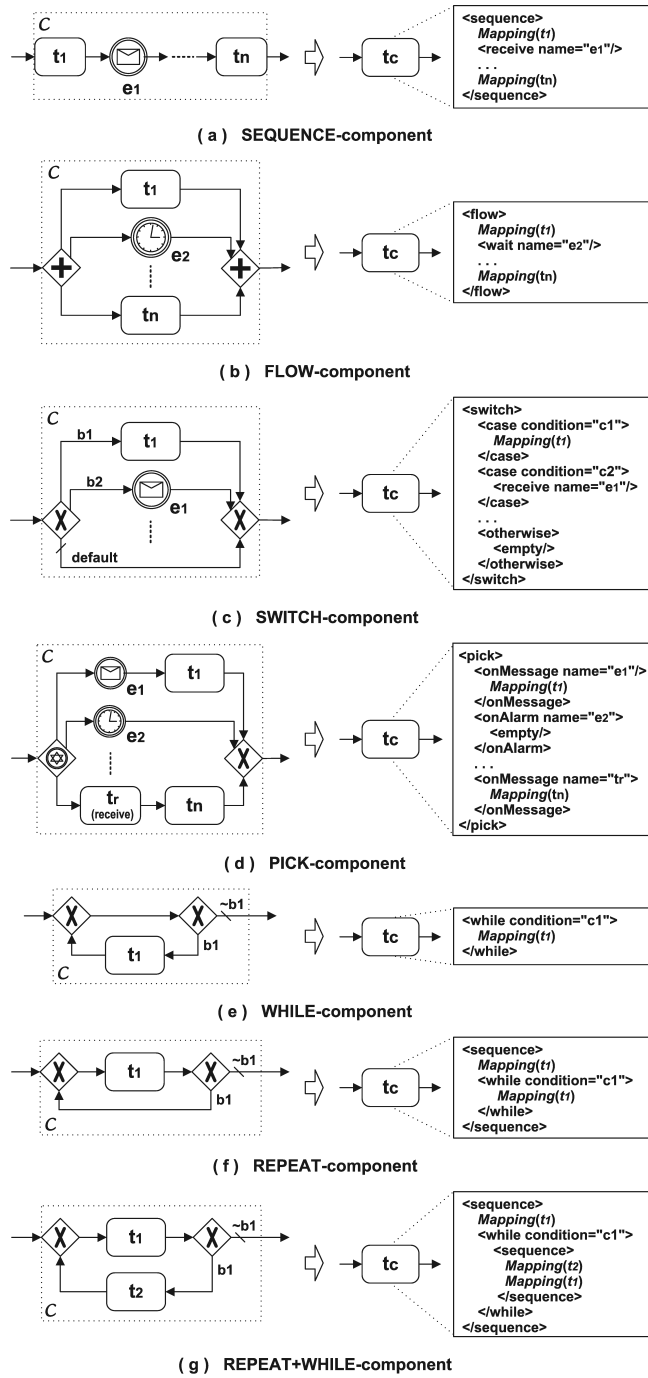 C
t1
e1
tn
tc
<sequence>
Mapping(t1)
<receive name="e1"/>
. . .
Mapping(tn)
</sequence>
( a ) SEQUENCE-component
C
t1
e2
tn
tc
<flow>
Mapping(t1)
<wait name="e2"/>
. . .
Mapping(tn)
</flow>
( b ) FLOW-component
C
b1
t1
b2
e1
default
tc
<switch>
<case condition="c1">
Mapping(t1)
</case>
<case condition="c2">
<receive name="e1"/>
</case>
. . .
<otherwise>
<empty/>
</otherwise>
</switch>
( c ) SWITCH-component
C
e1
t1
e2
tr
(receive)
tn
tc
<pick>
<onMessage name="e1"/>
Mapping(t1)
</onMessage>
<onAlarm name="e2">
<empty/>
</onAlarm>
. . .
<onMessage name="tr">
Mapping(tn)
</onMessage>
</pick>
( d ) PICK-component
~b1
t1
b1
C
tc
<while condition="c1">
Mapping(t1)
</while>
( e ) WHILE-component
t1
~b1
b1
C
tc
<sequence>
Mapping(t1)
<while condition="c1">
Mapping(t1)
</while>
</sequence>
( f ) REPEAT-component
t1
~b1
b1
t2
C
tc
<sequence>
Mapping(t1)
<while condition="c1">
<sequence>
Mapping(t2)
Mapping(t1)
</sequence>
</while>
</sequence>
( g ) REPEAT+WHILE-component